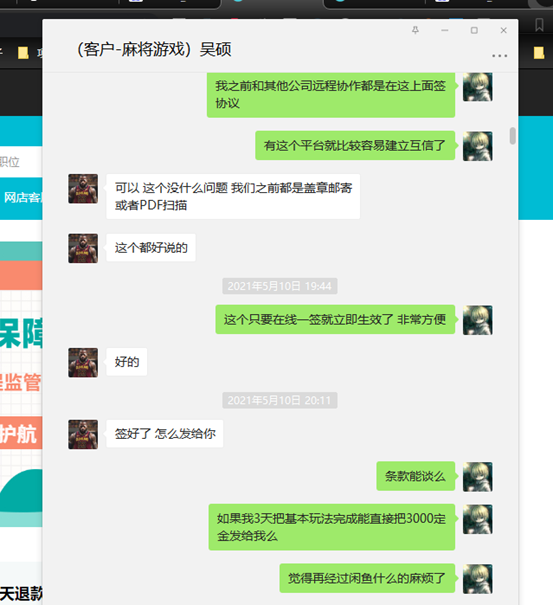 （客户-麻将游戏）吴硕
我之前和其他公司远程协作都是在这上面签
协议
有这个平台就比较容易建立互信了
职位
可以 这个没什么问题 我们之前都是盖章邮寄
或者PDF扫描
网店客服
这个都好说的
2021年5月10日 19:44
这个只要在线一签就立即生效了 非常方便
保障
监管
好的
2021年5月10日 20:11
护航
签好了 怎么发给你
条款能谈么
如果我3天把基本玩法完成能直接把3000定
金发给我么
觉得再经过闲鱼什么的麻烦了
天退款